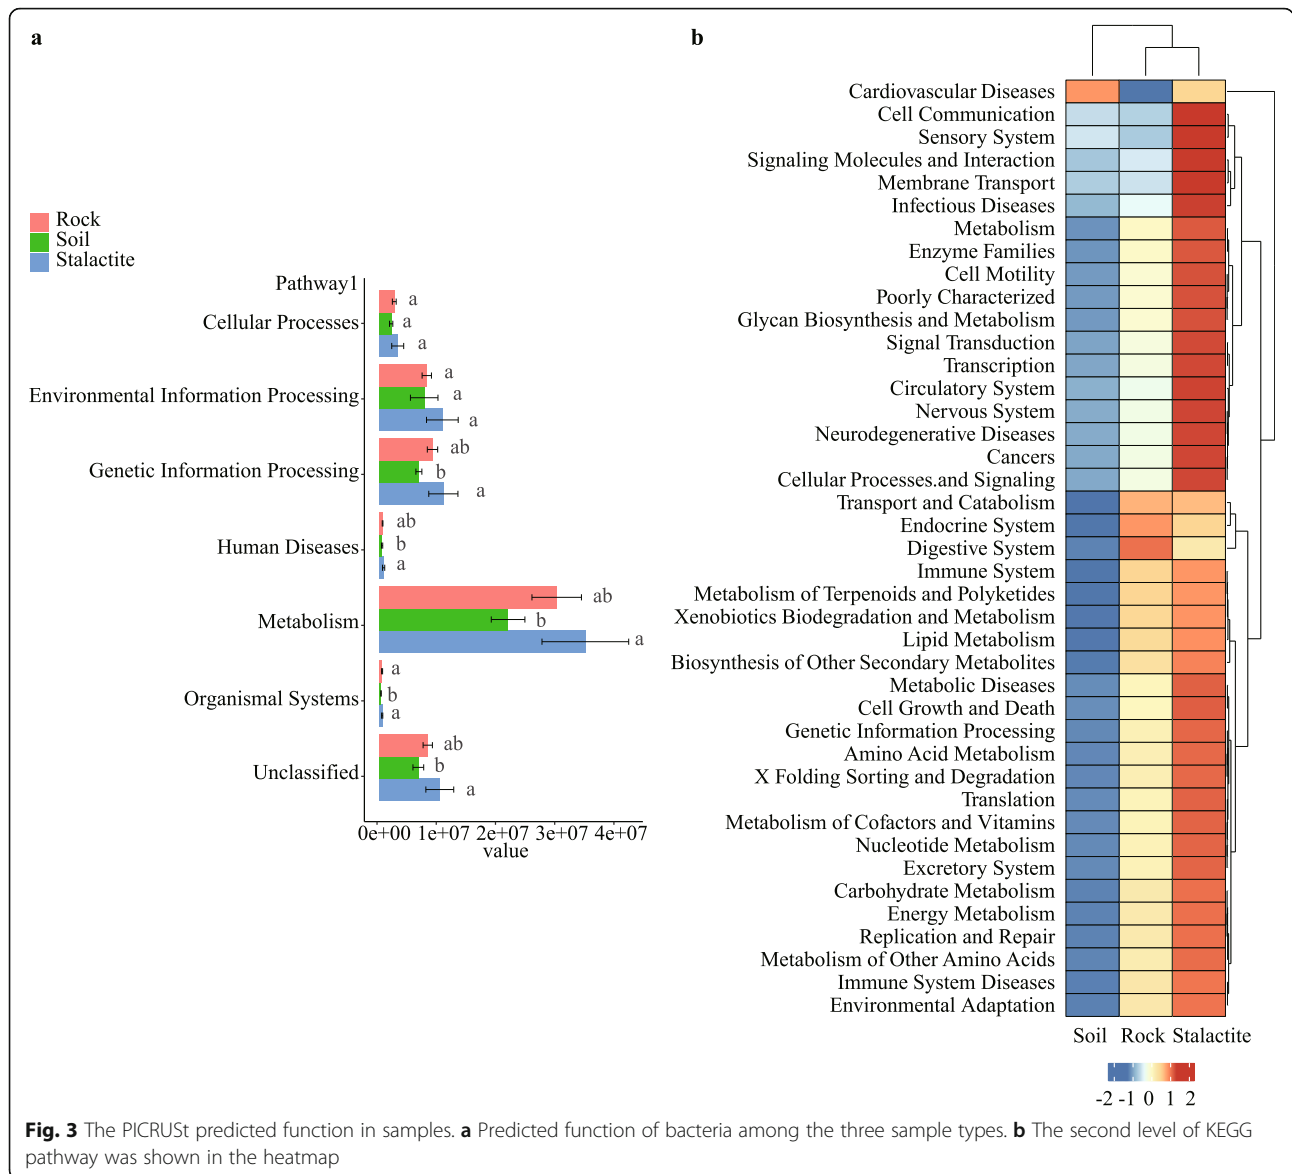 a
Rock
Soil
Stalactite
Pathway1
Cellular Processes
a
a
a
Environmental Information Processing
a
a
a
Genetic Information Processing
ab
b
a
Human Diseases
ab
b
a
Metabolism
ab
b
a
Organismal Systems
a
b
a
Unclassified
ab
b
a
0e+00 1e+07 2e+07 3e+07 4e+07
value
b
Cardiovascular Diseases
Cell Communication
Sensory System
Signaling Molecules and Interaction
Membrane Transport
Infectious Diseases
Metabolism
Enzyme Families
Cell Motility
Poorly Characterized
Glycan Biosynthesis and Metabolism
Signal Transduction
Transcription
Circulatory System
Nervous System
Neurodegenerative Diseases
Cancers
Cellular Processes.and Signaling
Transport and Catabolism
Endocrine System
Digestive System
Immune System
Metabolism of Terpenoids and Polyketides
Xenobiotics Biodegradation and Metabolism
Lipid Metabolism
Biosynthesis of Other Secondary Metabolites
Metabolic Diseases
Cell Growth and Death
Genetic Information Processing
Amino Acid Metabolism
X Folding Sorting and Degradation
Translation
Metabolism of Cofactors and Vitamins
Nucleotide Metabolism
Excretory System
Carbohydrate Metabolism
Energy Metabolism
Replication and Repair
Metabolism of Other Amino Acids
Immune System Diseases
Environmental Adaptation
Soil Rock Stalactite
-2 -1 0 1 2
Fig. 3 The PICRUSt predicted function in samples. a Predicted function of bacteria among the three sample types. b The second level of KEGG
pathway was shown in the heatmap